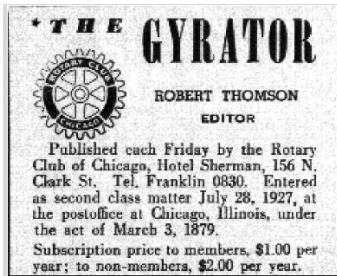 *THE GYRATOR
ROTARY CLUB
CHICAGO
ROBERT THOMSON
EDITOR
Published each Friday by the Rotary
Club of Chicago, Hotel Sherman, 156 N.
Clark St. Tel. Franklin 0830. Entered
as second class matter July 28, 1927, at
the postoffice at Chicago, Illinois, under
the act of March 3, 1879.
Subscription price to members, $1.00 per
year; to non-members, $2.00 per year.